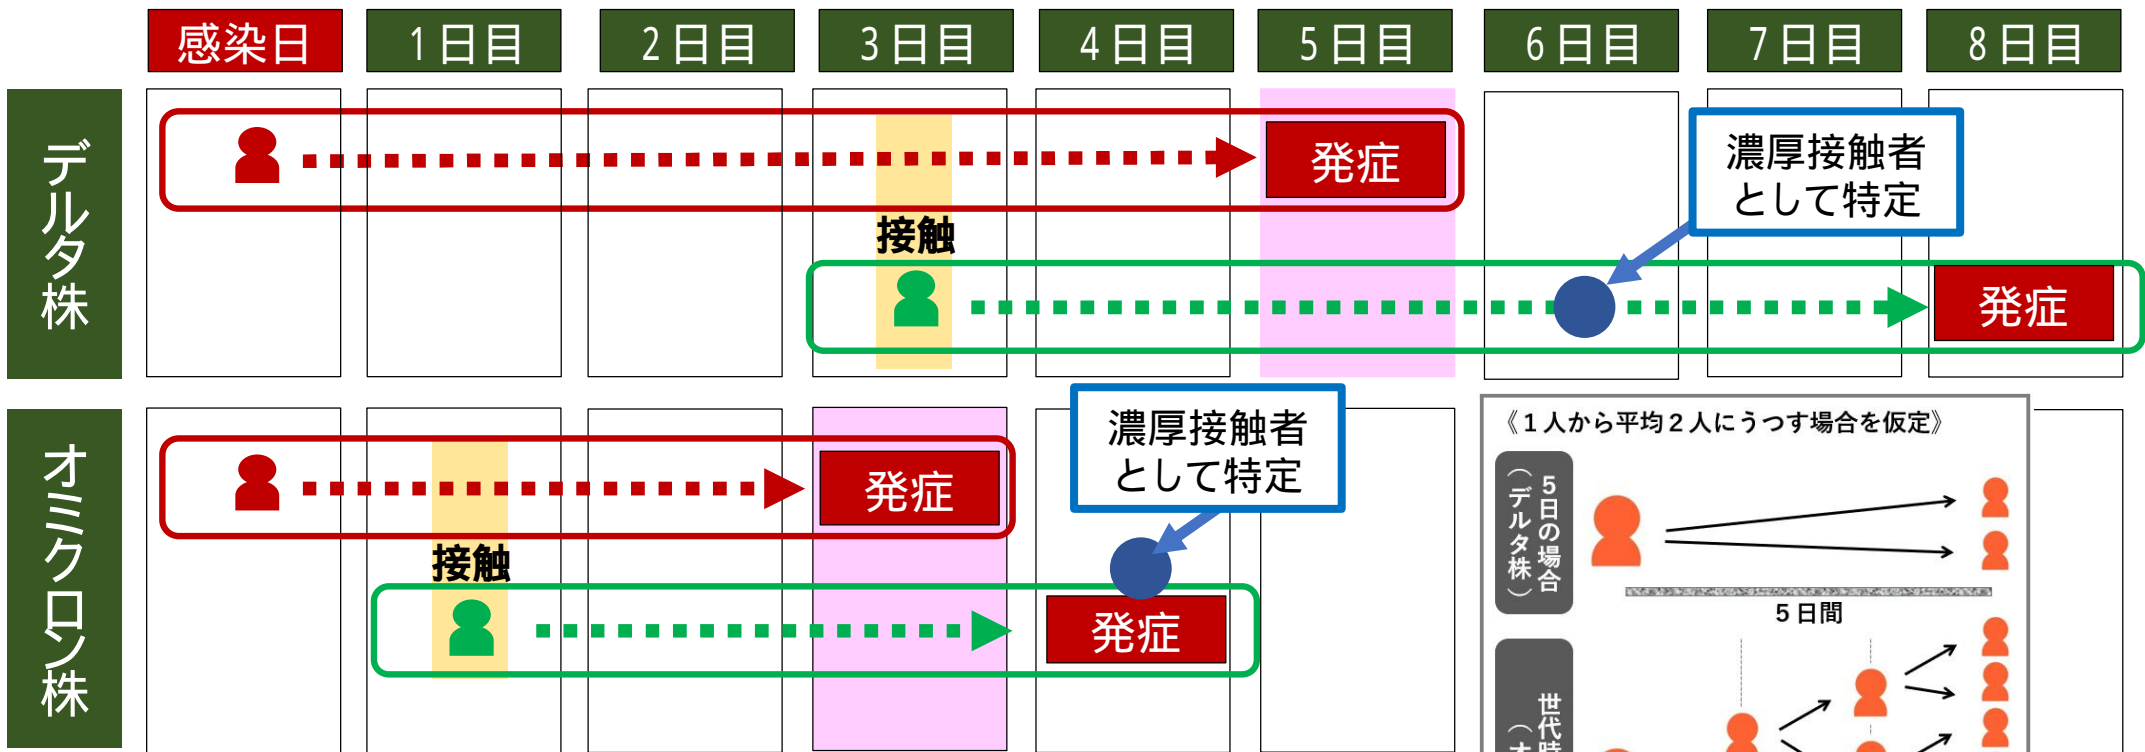 感染日
1日目
2日目
3日目
4日目
5日目
6日目
7日目
8日目
デルタ株
発症
濃厚接触者
として特定
接触
発症
オミクロン株
発症
濃厚接触者
として特定
接触
発症
《1人から平均2人にうつす場合を仮定》
5日の場合
（デルタ株）
5日間
世代時
（オ